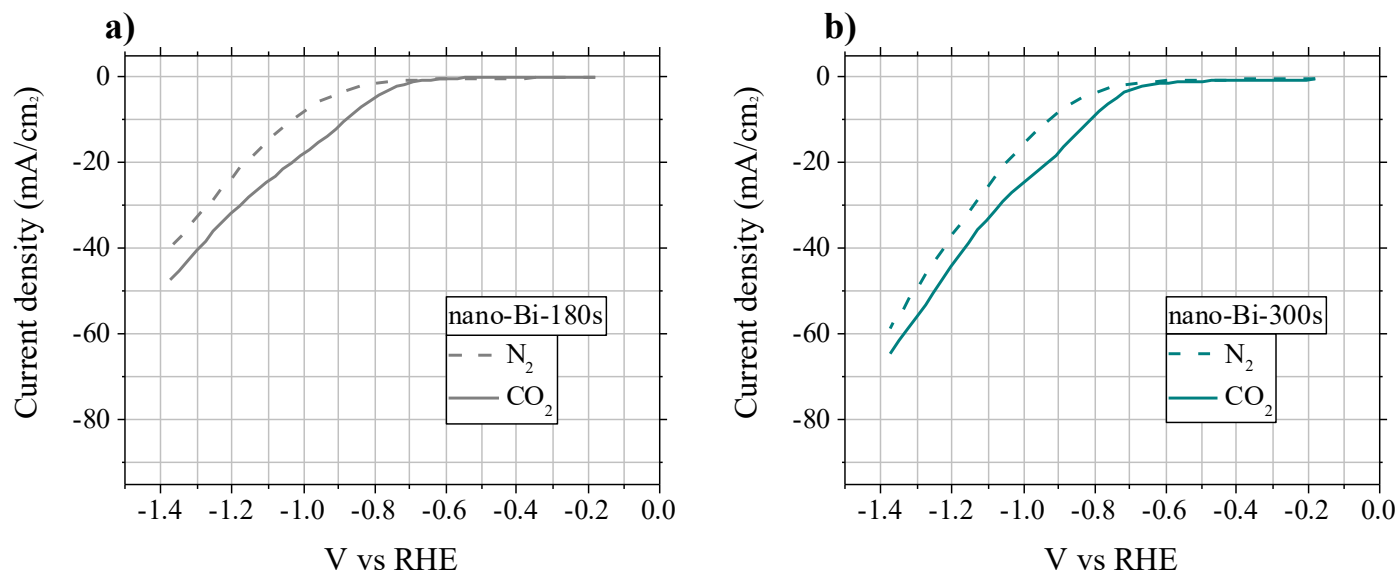 a)
Current density (mA/cm₂)
0
-20
-40
-60
-80
nano-Bi-180s
N₂
CO₂
-1.4 -1.2 -1.0 -0.8 -0.6 -0.4 -0.2 0.0
V vs RHE
b)
Current density (mA/cm₂)
0
-20
-40
-60
-80
nano-Bi-300s
N₂
CO₂
-1.4 -1.2 -1.0 -0.8 -0.6 -0.4 -0.2 0.0
V vs RHE